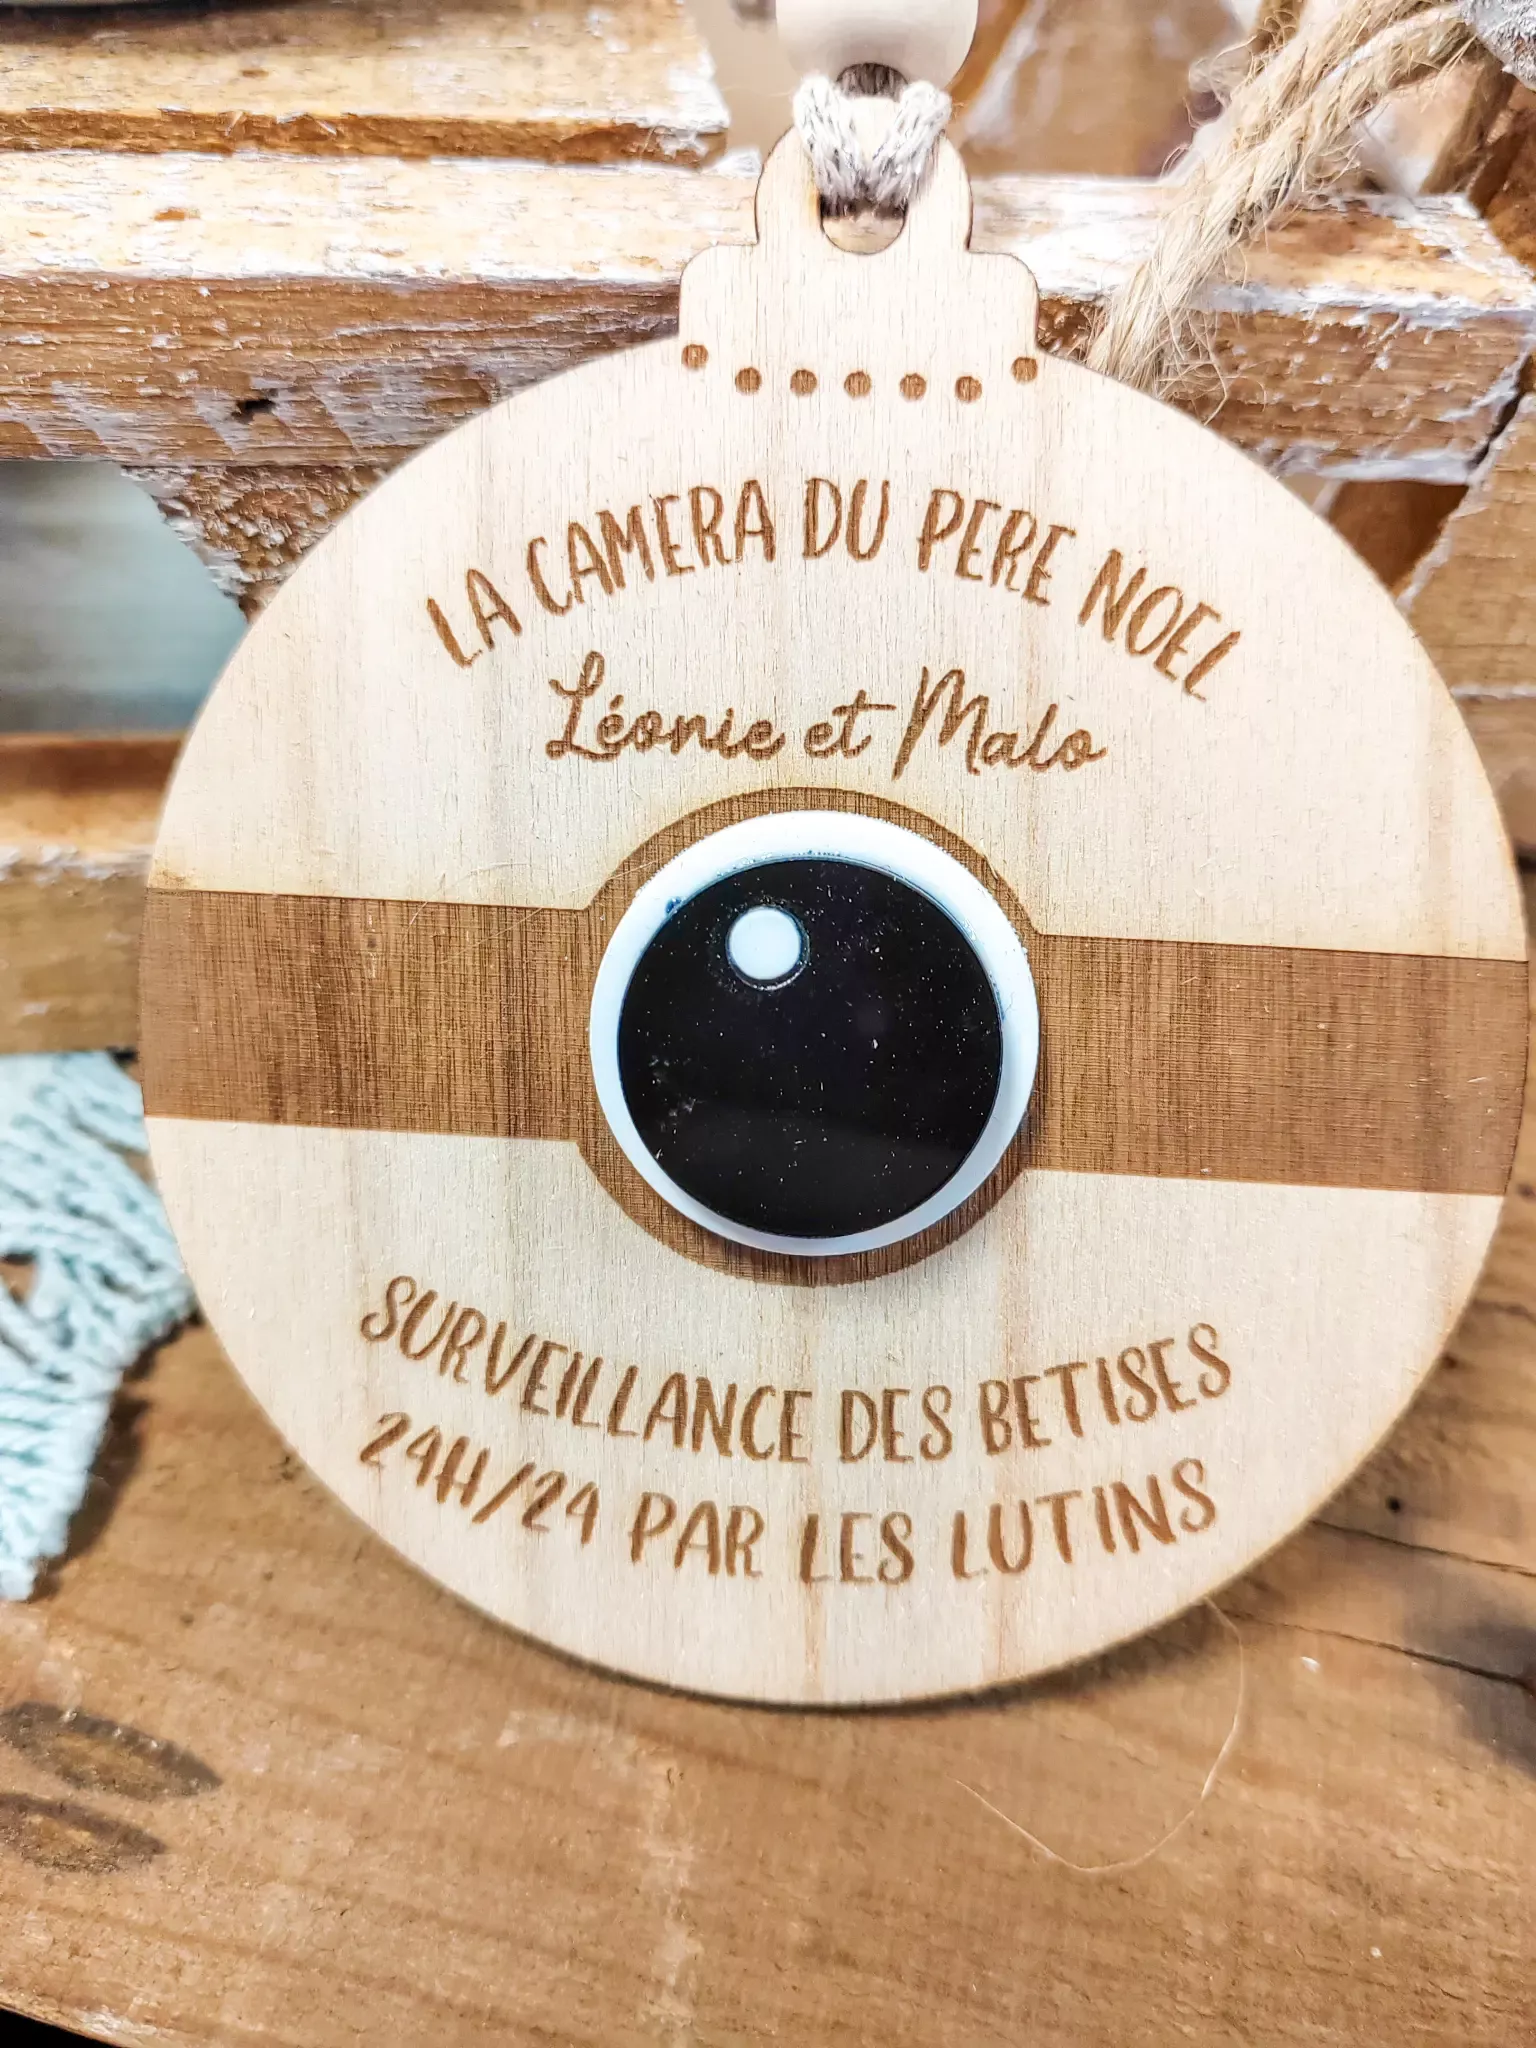 LA CAMERA DU PERE NOEL
Léonie et Malo
SURVEILLANCE DES BETISES
24H/24 PAR LES LUTINS